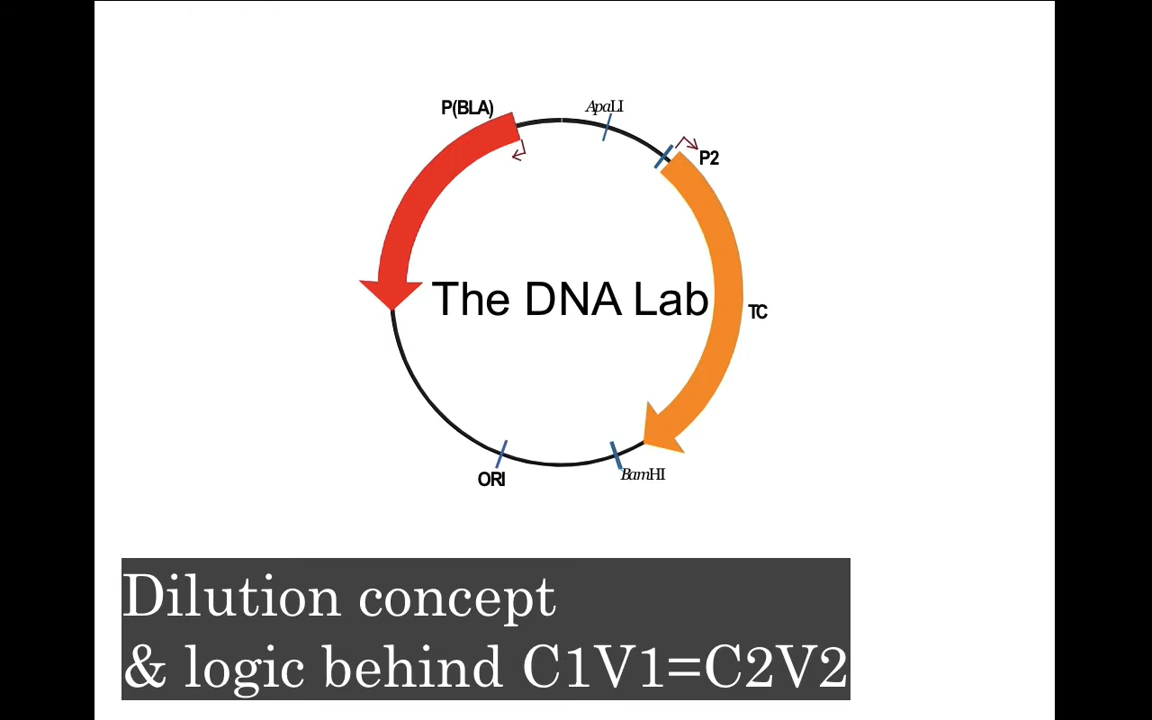 P(BLA)
ApaLI
P2
The DNA Lab
TC
ORI
BamHI
Dilution concept
& logic behind C1V1=C2V2